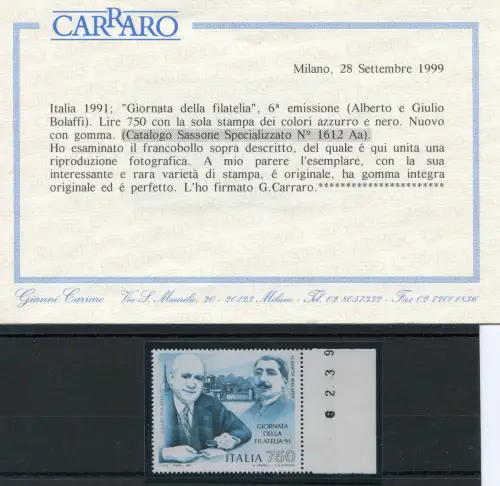 CARRARO
Milano, 28 Settembre 1999
Italia 1991; "Giornata della filatelia", 6ª emissione (Alberto e Giulio
Bolaffi). Lire 750 con la sola stampa dei colori azzurro e nero. Nuovo
con gomma. (Catalogo Sassone Specializzato N° 1612 Aa).
Ho esaminato il francobollo sopra descritto, del quale é qui unita una
riproduzione fotografica. A mio parere l'esemplare, con la sua
interessante e rara varietà di stampa, é originale, ha gomma integra
originale ed é perfetto. L'ho firmato G.Carraro.***********************
Gianni Carraro Via S. Maurilio, 20 - 20123 Milano - Tel. 02 8057332 - Fax 02 72001836
GIORNATA
DELLA
FILATELIA·91
ITALIA 750
2 39